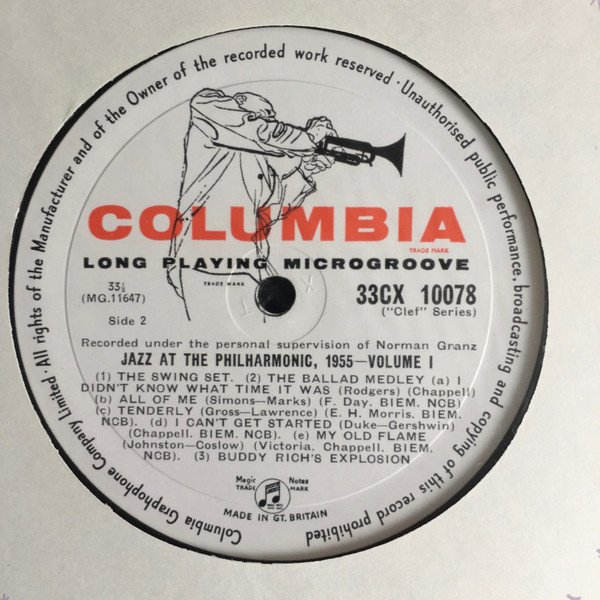 ·All rights of the Manufacturer and of the Owner of the recorded work reserved·Unauthorised public performance, broadcasting and copying of this record prohibited
Columbia Graphophone Company Limited
COLUMBIA
TRADE MARK
LONG PLAYING MICROGROOVE
TRADE MARK
33⅓
(MG.11647)
33CX 10078
("Clef" Series)
Side 2
Recorded under the personal supervision of Norman Granz
JAZZ AT THE PHILHARMONIC, 1955—VOLUME I
(1) THE SWING SET. (2) THE BALLAD MEDLEY (a) I
DIDN'T KNOW WHAT TIME IT WAS (Rodgers) (Chappell)
(b) ALL OF ME (Simons—Marks) (F. Day. BIEM. NCB)
(c) TENDERLY (Gross—Lawrence) (E. H. Morris. BIEM.
NCB). (d) I CAN'T GET STARTED (Duke—Gershwin)
(Chappell. BIEM. NCB). (e) MY OLD FLAME
(Johnston—Coslow) (Victoria. Chappell. BIEM.
NCB). (3) BUDDY RICH'S EXPLOSION
Magic Notes
TRADE MARK
MADE IN GT. BRITAIN